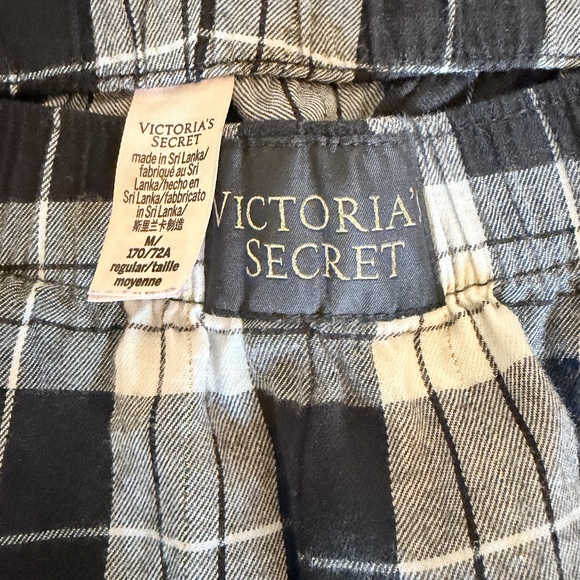 VICTORIA'S
SECRET
made in Sri Lanka/
fabriqué au Sri
Lanka/hecho en
Sri Lanka/fabbricato
in Sri Lanka/
斯里兰卡制造
M/
170/72A
regular/taille
moyenne
VICTORIA'
SECRET